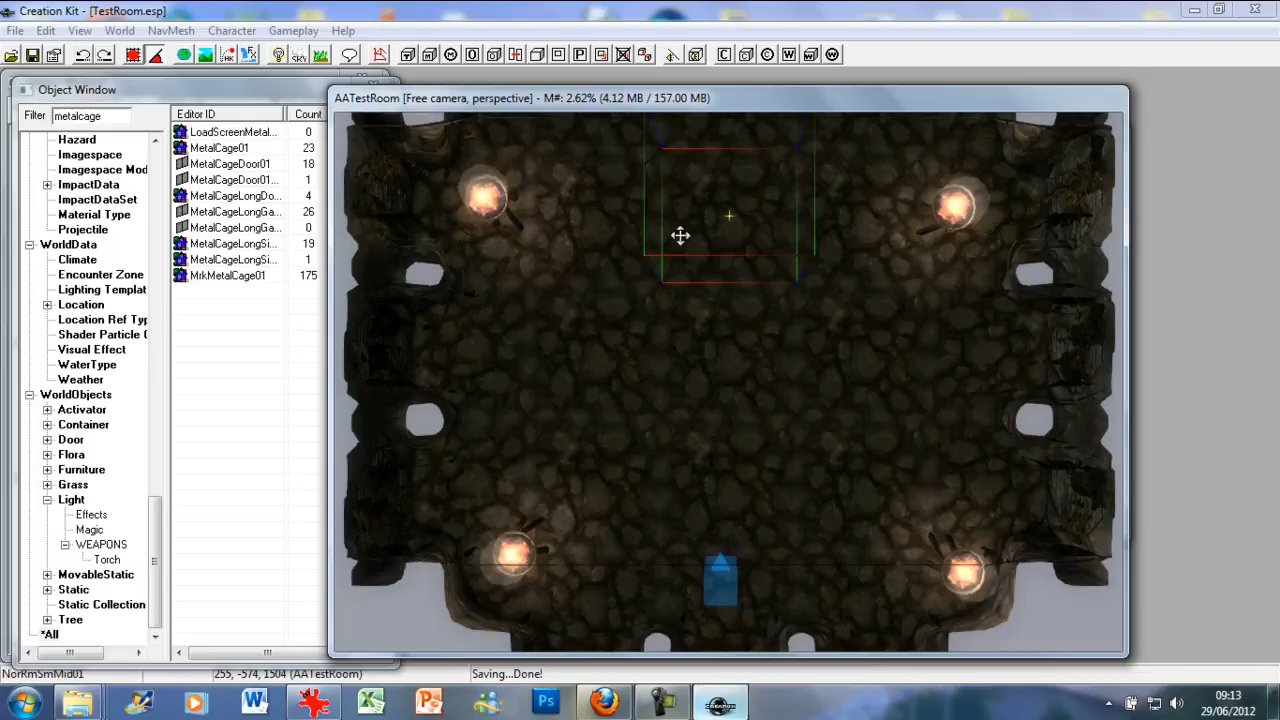 Creation Kit - [TestRoom.esp]
File Edit View World NavMesh Character Gameplay Help
Object Window
AATestRoom [Free camera, perspective] - M#: 2.62% (4.12 MB / 157.00 MB)
Filter metalcage
Editor ID Count
Hazard
Imagespace
Imagespace Mod
ImpactData
ImpactDataSet
Material Type
Projectile
WorldData
Climate
Encounter Zone
Lighting Templat
Location
Location Ref Typ
Shader Particle G
Visual Effect
WaterType
Weather
WorldObjects
Activator
Container
Door
Flora
Furniture
Grass
Light
Effects
Magic
WEAPONS
Torch
MovableStatic
Static
Static Collection
Tree
*All
LoadScreenMetal... 0
MetalCage01 23
MetalCageDoor01 18
MetalCageDoor01... 1
MetalCageLongDo... 4
MetalCageLongGa... 26
MetalCageLongGa... 0
MetalCageLongSi... 19
MetalCageLongSi... 1
MrkMetalCage01 175
NorRmSmMid01 255, -574, 1504 (AATestRoom) Saving...Done!
W Ps
CREATION
09:13
29/06/2012